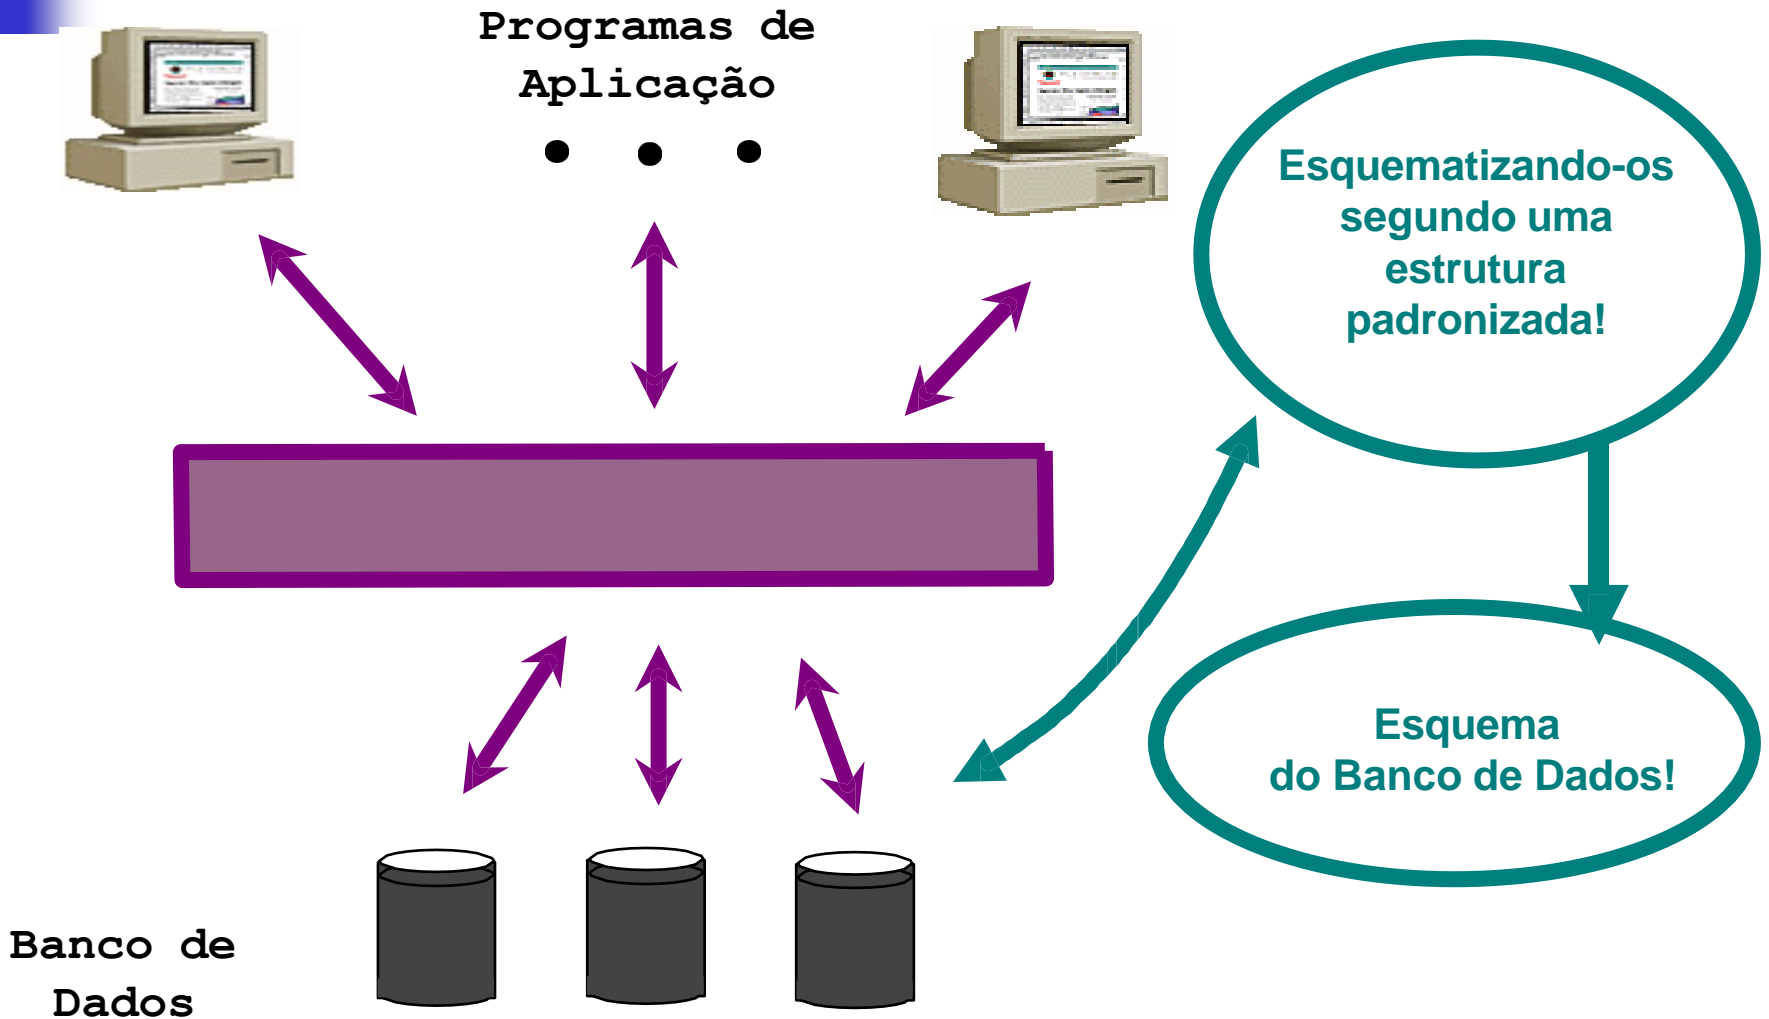 Programas de
Aplicação
Esquematizando-os
segundo uma
estrutura
padronizada!
Esquema
do Banco de Dados!
Banco de
Dados